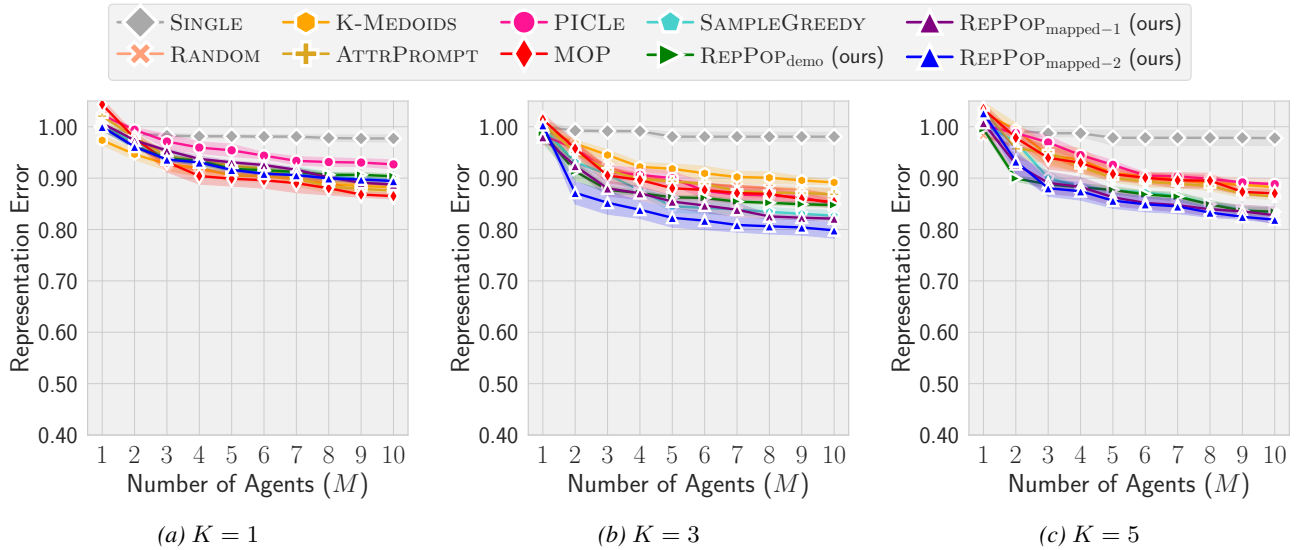 SINGLE K-MEDOIDS PICLE SAMPLEGREEDY REPPOPmapped−1 (ours)
RANDOM ATTRPROMPT MOP REPPOPdemo (ours) REPPOPmapped−2 (ours)
Representation Error
1.00
0.90
0.80
0.70
0.60
0.50
0.40
1 2 3 4 5 6 7 8 9 10
Number of Agents (M)
(a) K = 1
Representation Error
1.00
0.90
0.80
0.70
0.60
0.50
0.40
1 2 3 4 5 6 7 8 9 10
Number of Agents (M)
(b) K = 3
Representation Error
1.00
0.90
0.80
0.70
0.60
0.50
0.40
1 2 3 4 5 6 7 8 9 10
Number of Agents (M)
(c) K = 5